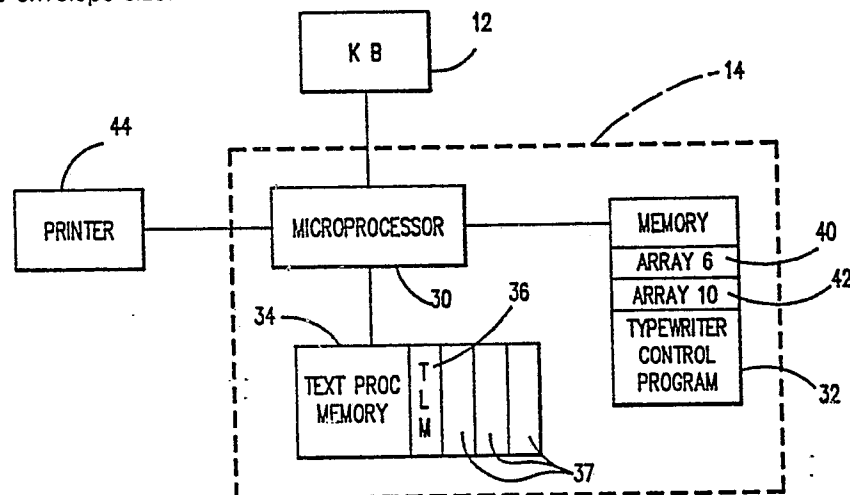 envelope size.
K B
12
14
44
PRINTER
MICROPROCESSOR
30
MEMORY
ARRAY 6
40
ARRAY 10
42
TYPEWRITER
CONTROL
PROGRAM
32
34
36
TEXT PROC
MEMORY
T
L
M
37